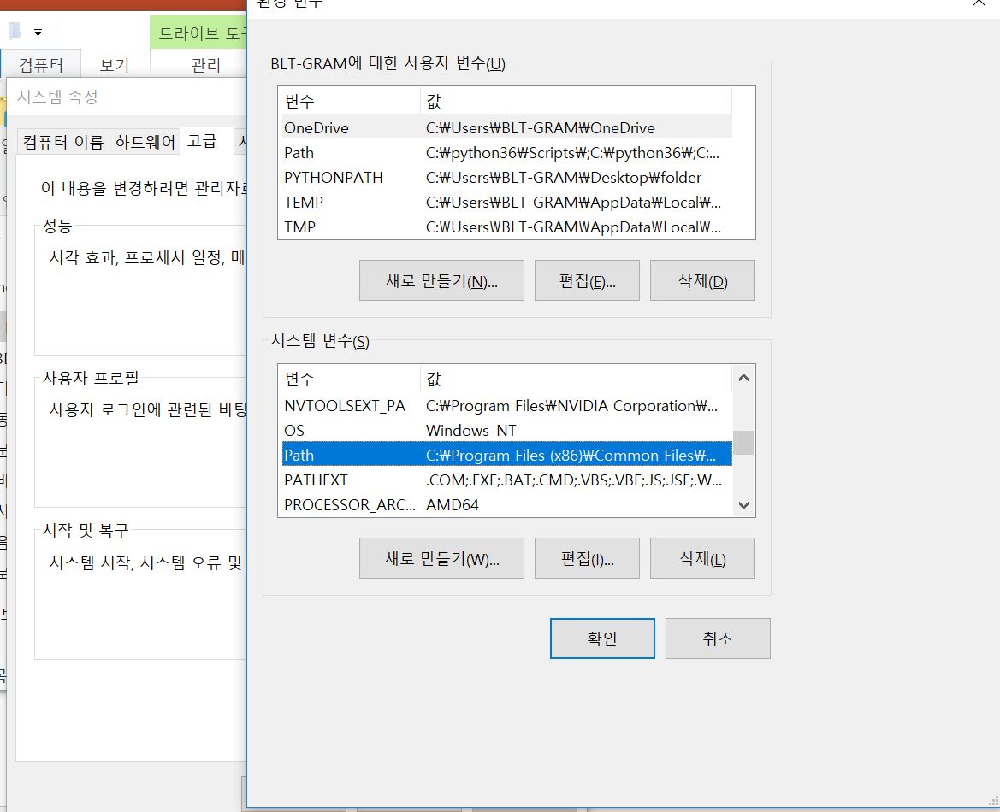 환경 변수
드라이브 도구
컴퓨터 보기 관리
시스템 속성
컴퓨터 이름 하드웨어 고급
이 내용을 변경하려면 관리자로
성능
시각 효과, 프로세서 일정, 메
사용자 프로필
사용자 로그인에 관련된 바탕
시작 및 복구
시스템 시작, 시스템 오류 및
BLT-GRAM에 대한 사용자 변수(U)
변수 값
OneDrive C:₩Users₩BLT-GRAM₩OneDrive
Path C:₩python36₩Scripts₩;C:₩python36₩;C:...
PYTHONPATH C:₩Users₩BLT-GRAM₩Desktop₩folder
TEMP C:₩Users₩BLT-GRAM₩AppData₩Local₩...
TMP C:₩Users₩BLT-GRAM₩AppData₩Local₩...
새로 만들기(N)... 편집(E)... 삭제(D)
시스템 변수(S)
변수 값
NVTOOLSEXT_PA C:₩Program Files₩NVIDIA Corporation₩...
OS Windows_NT
Path C:₩Program Files (x86)₩Common Files₩...
PATHEXT .COM;.EXE;.BAT;.CMD;.VBS;.VBE;.JS;.JSE;.W...
PROCESSOR_ARC... AMD64
새로 만들기(W)... 편집(I)... 삭제(L)
확인 취소